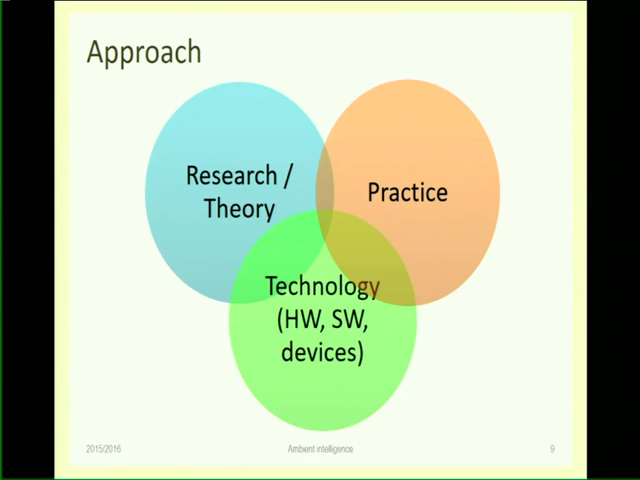 Approach
Research /
Theory
Practice
Technology
(HW, SW,
devices)
2015/2016
Ambient intelligence
9